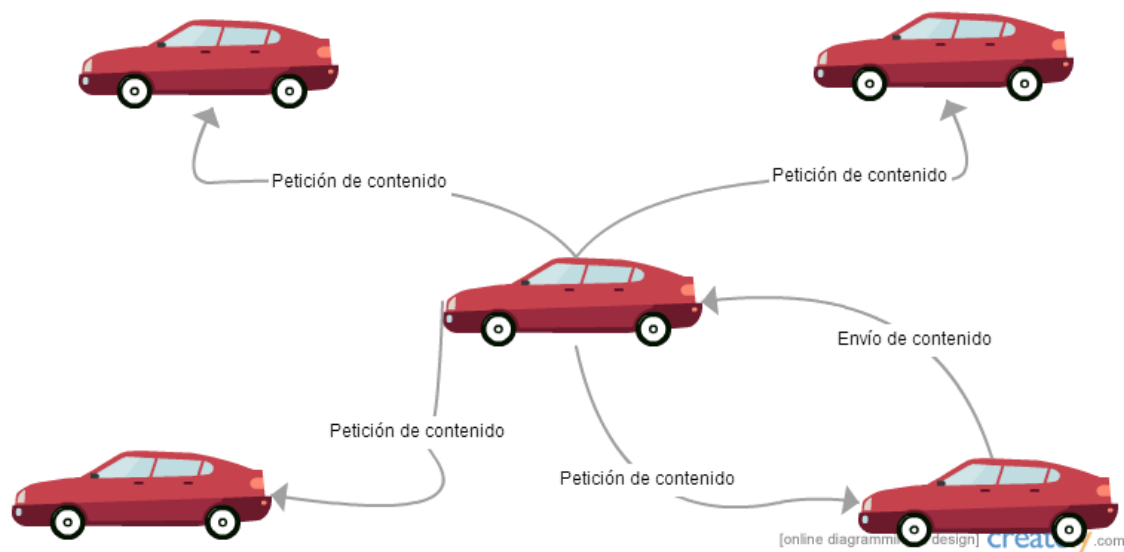 Petición de contenido
Petición de contenido
Envío de contenido
Petición de contenido
Petición de contenido
[online diagramming design] creately.com